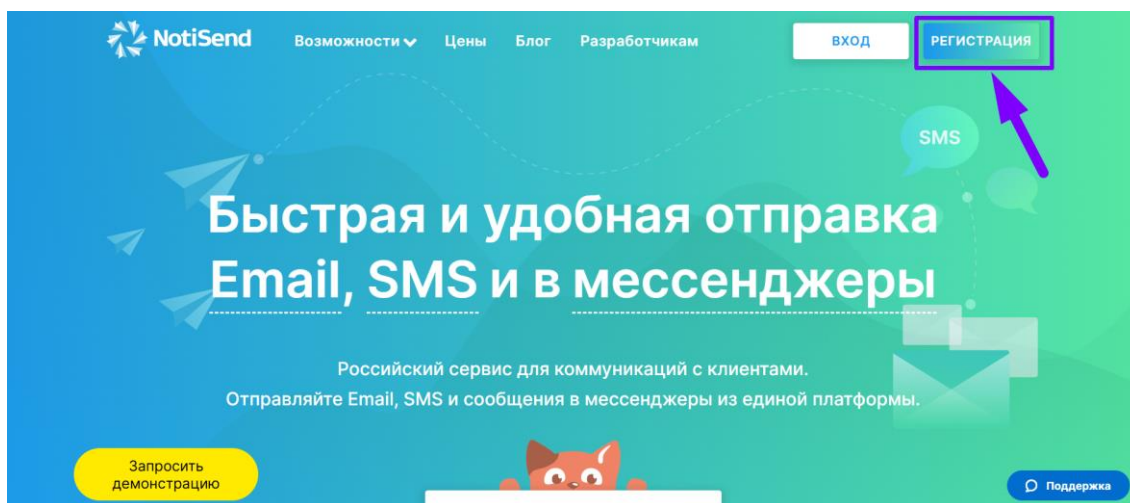 NotiSend
Возможности
Цены
Блог
Разработчикам
ВХОД
РЕГИСТРАЦИЯ
SMS
Быстрая и удобная отправка
Email, SMS и в мессенджеры
Российский сервис для коммуникаций с клиентами.
Отправляйте Email, SMS и сообщения в мессенджеры из единой платформы.
Запросить
демонстрацию
Поддержка